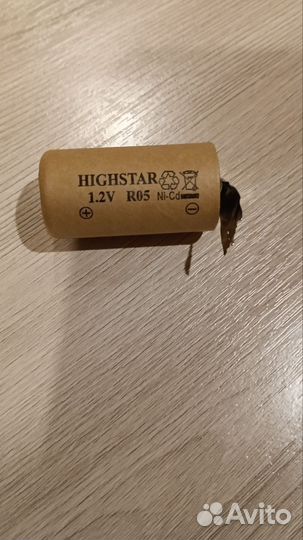 HIGHSTAR
1.2V R05 Ni-Cd
+ -
Avito